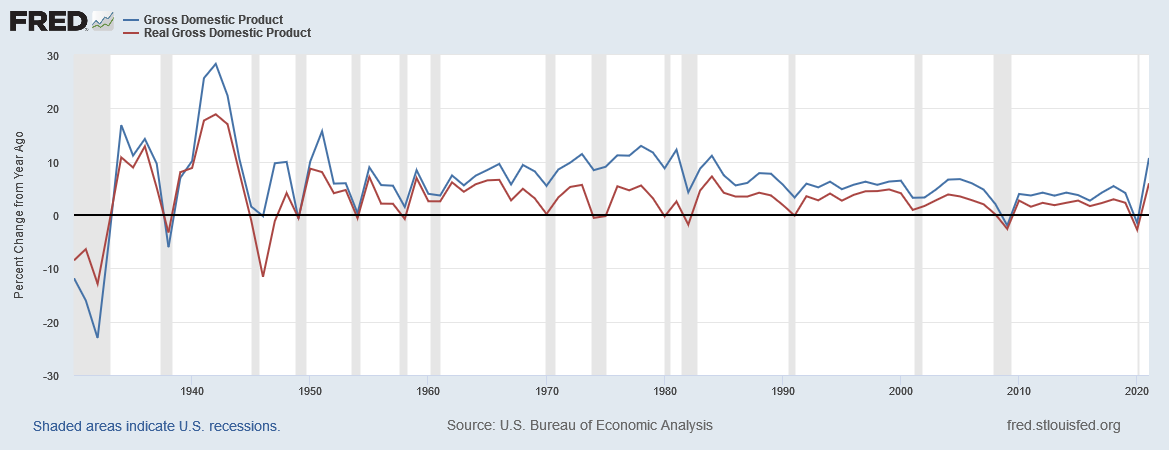 FRED
Gross Domestic Product
Real Gross Domestic Product
Percent Change from Year Ago
30
20
10
0
-10
-20
-30
1940 1950 1960 1970 1980 1990 2000 2010 2020
Shaded areas indicate U.S. recessions. Source: U.S. Bureau of Economic Analysis fred.stlouisfed.org